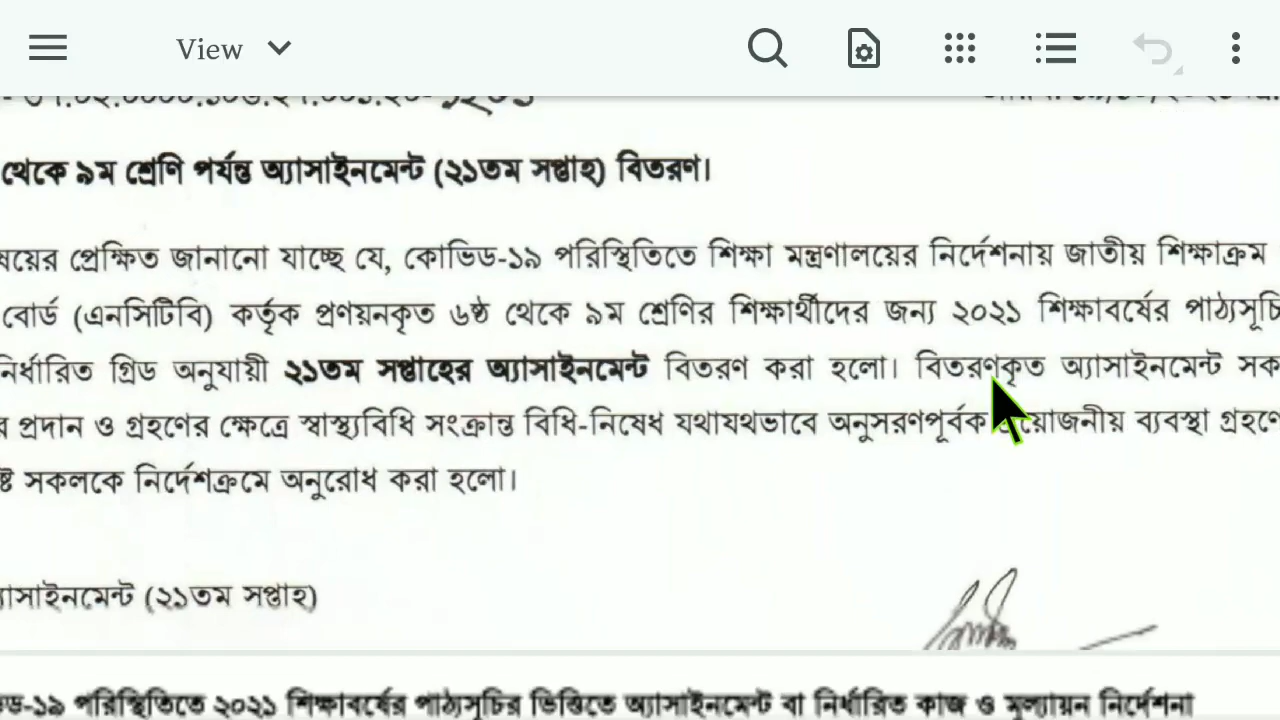 View
থেকে ৯ম শ্রেণি পর্যন্ত অ্যাসাইনমেন্ট (২১তম সপ্তাহ) বিতরণ।
প্রেক্ষিত জানানো যাচ্ছে যে, কোভিড-১৯ পরিস্থিতিতে শিক্ষা মন্ত্রণালয়ের নির্দেশনায় জাতীয় শিক্ষাক্রম
বোর্ড (এনসিটিবি) কর্তৃক প্রণয়নকৃত ৬ষ্ঠ থেকে ৯ম শ্রেণির শিক্ষার্থীদের জন্য ২০২১ শিক্ষাবর্ষের পাঠ্যসূচি
নির্ধারিত গ্রিড অনুযায়ী ২১তম সপ্তাহের অ্যাসাইনমেন্ট বিতরণ করা হলো। বিতরণকৃত অ্যাসাইনমেন্ট সক
প্রদান ও গ্রহণের ক্ষেত্রে স্বাস্থ্যবিধি সংক্রান্ত বিধি-নিষেধ যথাযথভাবে অনুসরণপূর্বক ব্যবস্থা গ্রহণে
সকলকে নির্দেশক্রমে অনুরোধ করা হলো।
্যাসাইনমেন্ট (২১তম সপ্তাহ)
ড-১৯ পরিস্থিতিতে ২০২১ শিক্ষাবর্ষের পাঠ্যসূচির ভিত্তিতে অ্যাসাইনমেন্ট বা নির্ধারিত কাজ ও মূল্যায়ন নির্দেশনা